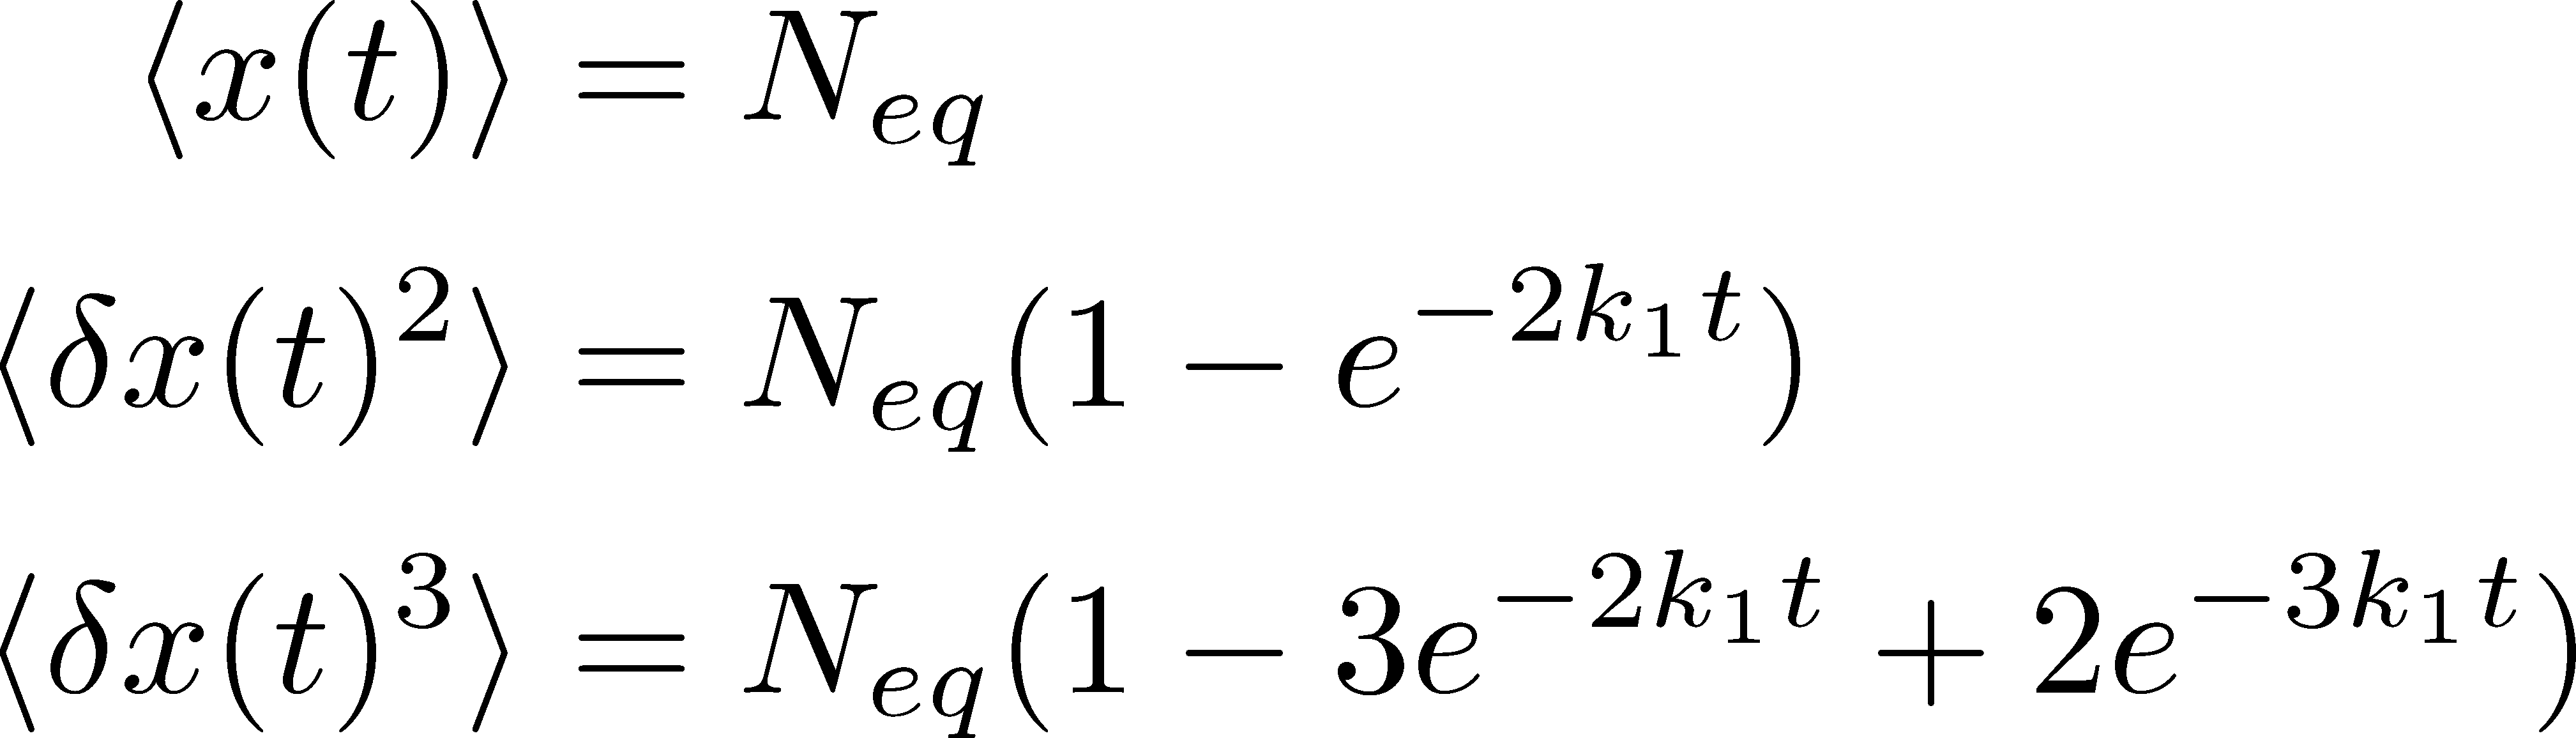 ⟨x(t)⟩ = N_{eq}
⟨δx(t)^2⟩ = N_{eq}(1 − e^{−2k_1t})
⟨δx(t)^3⟩ = N_{eq}(1 − 3e^{−2k_1t} + 2e^{−3k_1t})